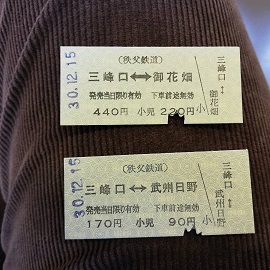 (秩父鉄道)
三峰口⟷御花畑
発売当日限り有効 下車前途無効
440円 小児 220円 小
三峰口↔御花畑
30.12.15
(秩父鉄道)
三峰口↔武州日野
発売当日限り有効 下車前途無効
170円 小児 90円 小
三峰口↔武州日野
30.12.15